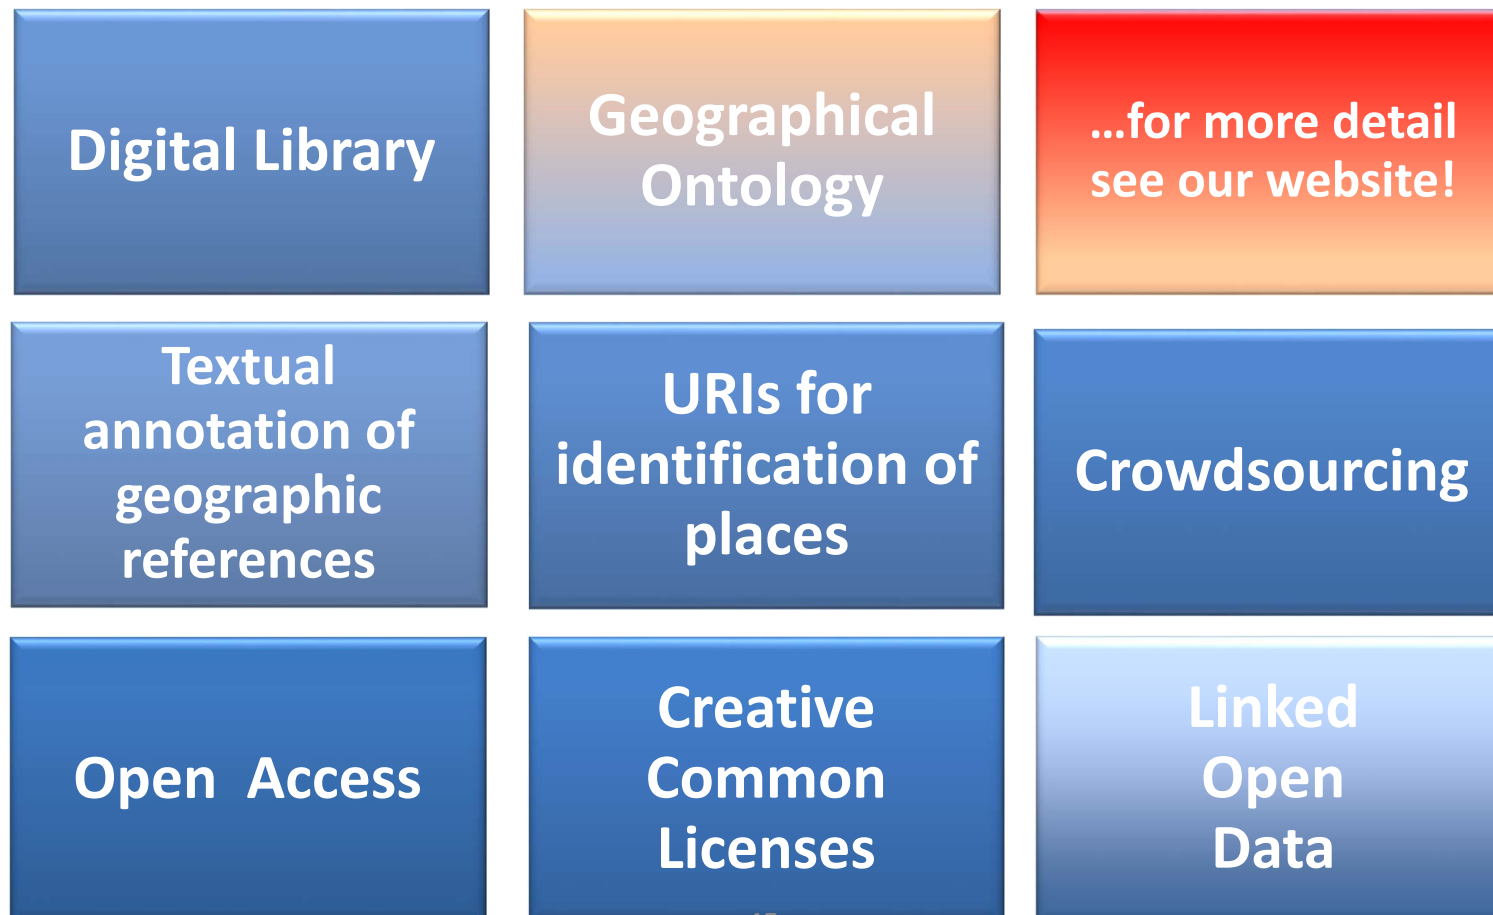 Digital Library
Geographical
Ontology
...for more detail
see our website!
Textual
annotation of
geographic
references
URIs for
identification of
places
Crowdsourcing
Open  Access
Creative
Common
Licenses
Linked
Open
Data